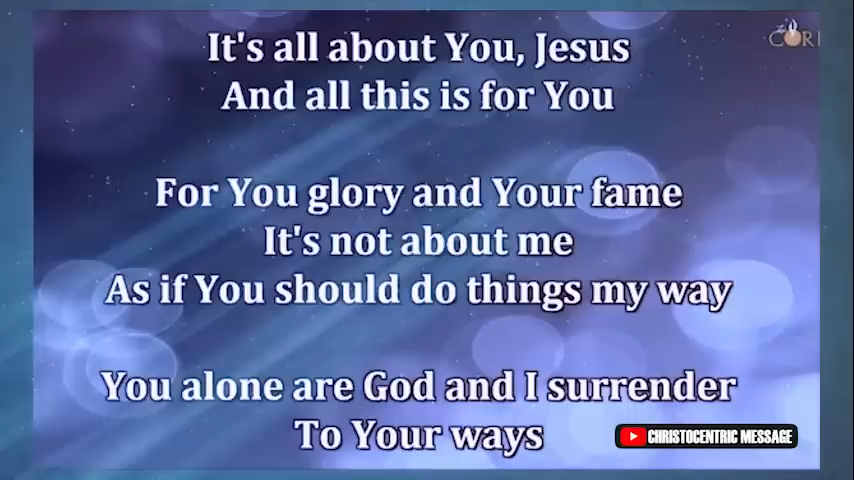 It's all about You, Jesus
And all this is for You
For You glory and Your fame
It's not about me
As if You should do things my way
You alone are God and I surrender
To Your ways
CHRISTOCENTRIC MESSAGE